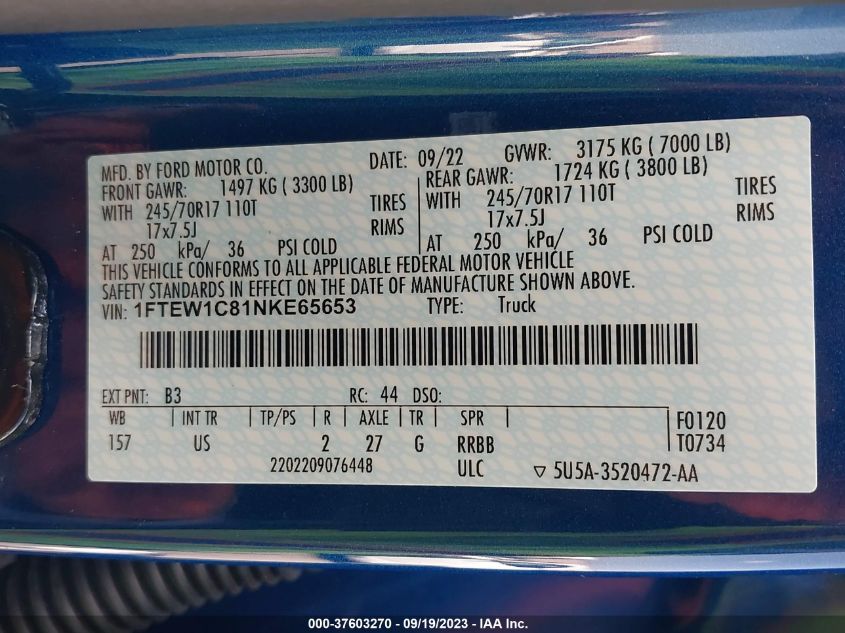 MFD. BY FORD MOTOR CO. DATE: 09/22 GVWR: 3175 KG ( 7000 LB)
FRONT GAWR: 1497 KG ( 3300 LB) REAR GAWR: 1724 KG ( 3800 LB)
WITH 245/70R17 110T TIRES WITH 245/70R17 110T TIRES
17x7.5J RIMS 17x7.5J RIMS
AT 250 kPa/ 36 PSI COLD AT 250 kPa/ 36 PSI COLD
THIS VEHICLE CONFORMS TO ALL APPLICABLE FEDERAL MOTOR VEHICLE
SAFETY STANDARDS IN EFFECT ON THE DATE OF MANUFACTURE SHOWN ABOVE.
VIN: 1FTEW1C81NKE65653 TYPE: Truck
EXT PNT: B3 RC: 44 DSO:
WB INT TR TP/PS R AXLE TR SPR F0120
157 US 2 27 G RRBB T0734
2202209076448 ULC 5U5A-3520472-AA
000-37603270 - 09/19/2023 - IAA Inc.